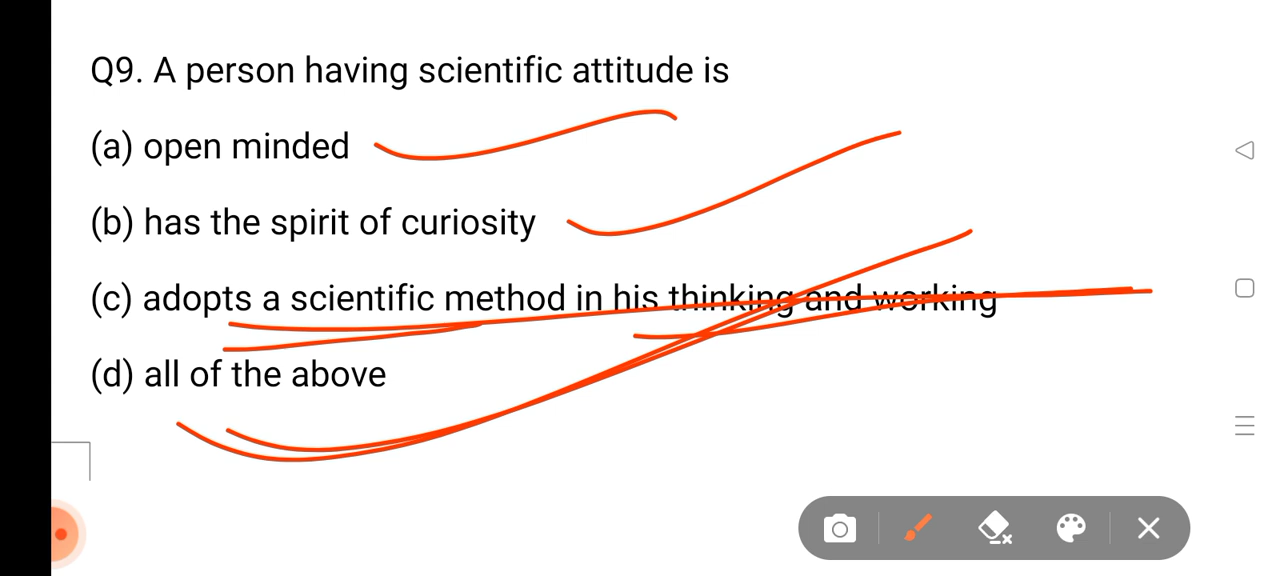 Q9. A person having scientific attitude is
(a) open minded
(b) has the spirit of curiosity
(c) adopts a scientific method in his thinking and working
(d) all of the above